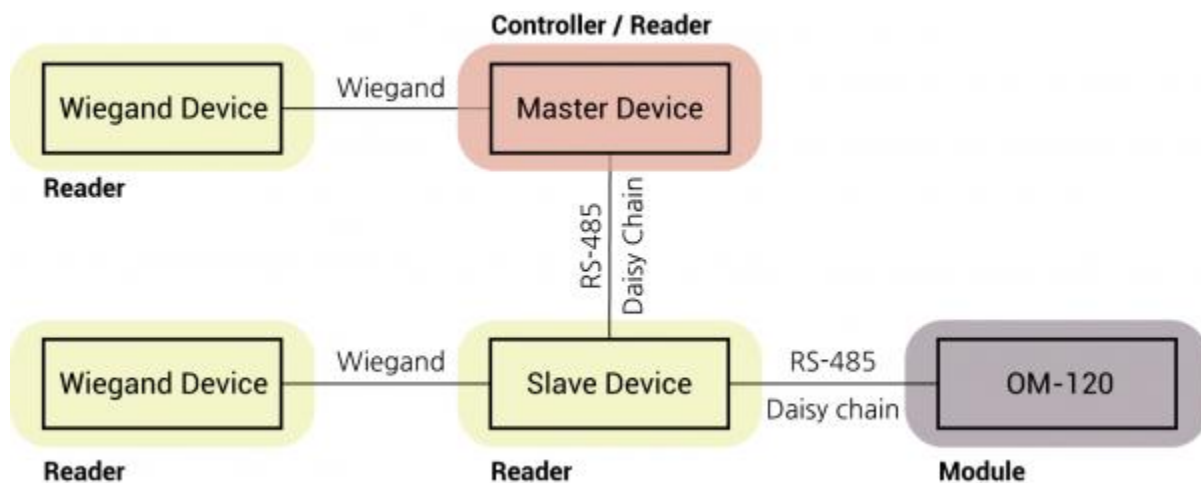 Controller / Reader
Wiegand Device
Wiegand
Master Device
Reader
RS-485
Daisy Chain
Wiegand Device
Wiegand
Slave Device
RS-485
Daisy chain
OM-120
Reader
Reader
Module